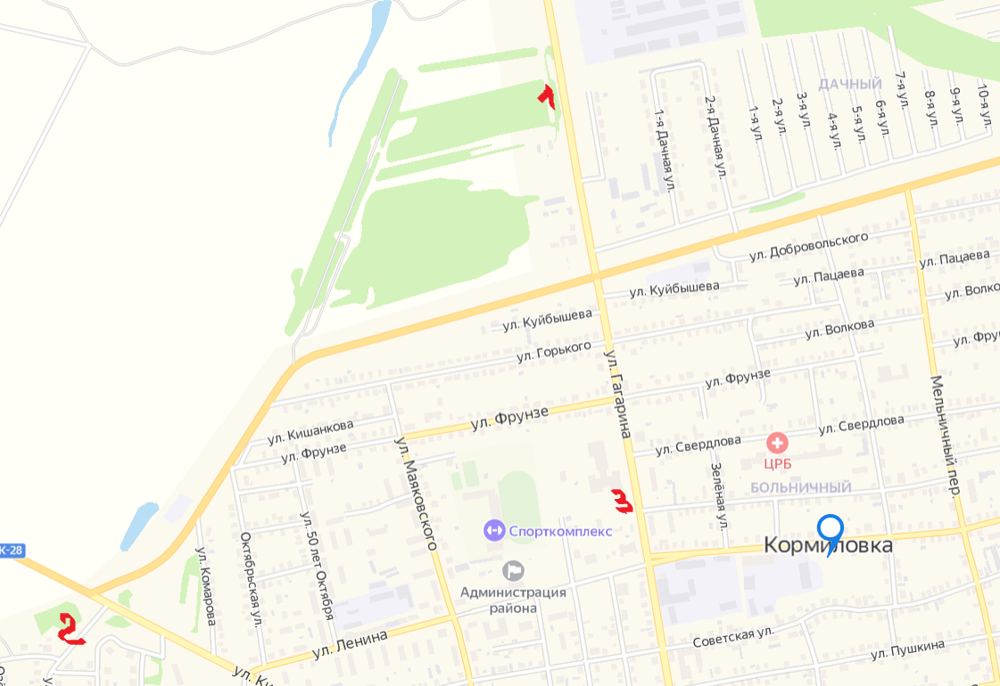 1
ДАЧНЫЙ
1-я Дачная ул.
2-я Дачная ул.
1-я ул.
2-я ул.
3-я ул.
4-я ул.
5-я ул.
6-я ул.
7-я ул.
8-я ул.
9-я ул.
10-я ул.
ул. Добровольского
ул. Пацаева
ул. Пацаева
ул. Куйбышева
ул. Куйбышева
ул. Горького
ул. Волкова
ул. Гагарина
ул. Фрунзе
ул. Фрунзе
ул. Фрунзе
ул. Кишанкова
ул. Свердлова
ул. Свердлова
Мельничный пер.
ЦРБ
БОЛЬНИЧНЫЙ
Зелёная ул.
ул. Маяковского
3
Спорткомплекс
Кормиловка
К-28
ул. 50 лет Октября
Октябрьская ул.
ул. Комарова
Администрация
района
2
ул. Ленина
Советская ул.
ул. Пушкина